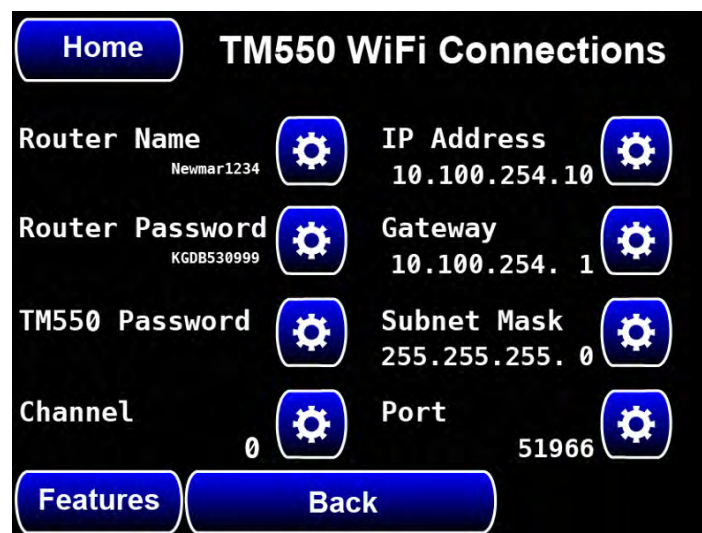 Home
TM550 WiFi Connections
Router Name
Newmar1234
IP Address
10.100.254.10
Router Password
KGDB530999
Gateway
10.100.254. 1
TM550 Password
Subnet Mask
255.255.255. 0
Channel
0
Port
51966
Features
Back